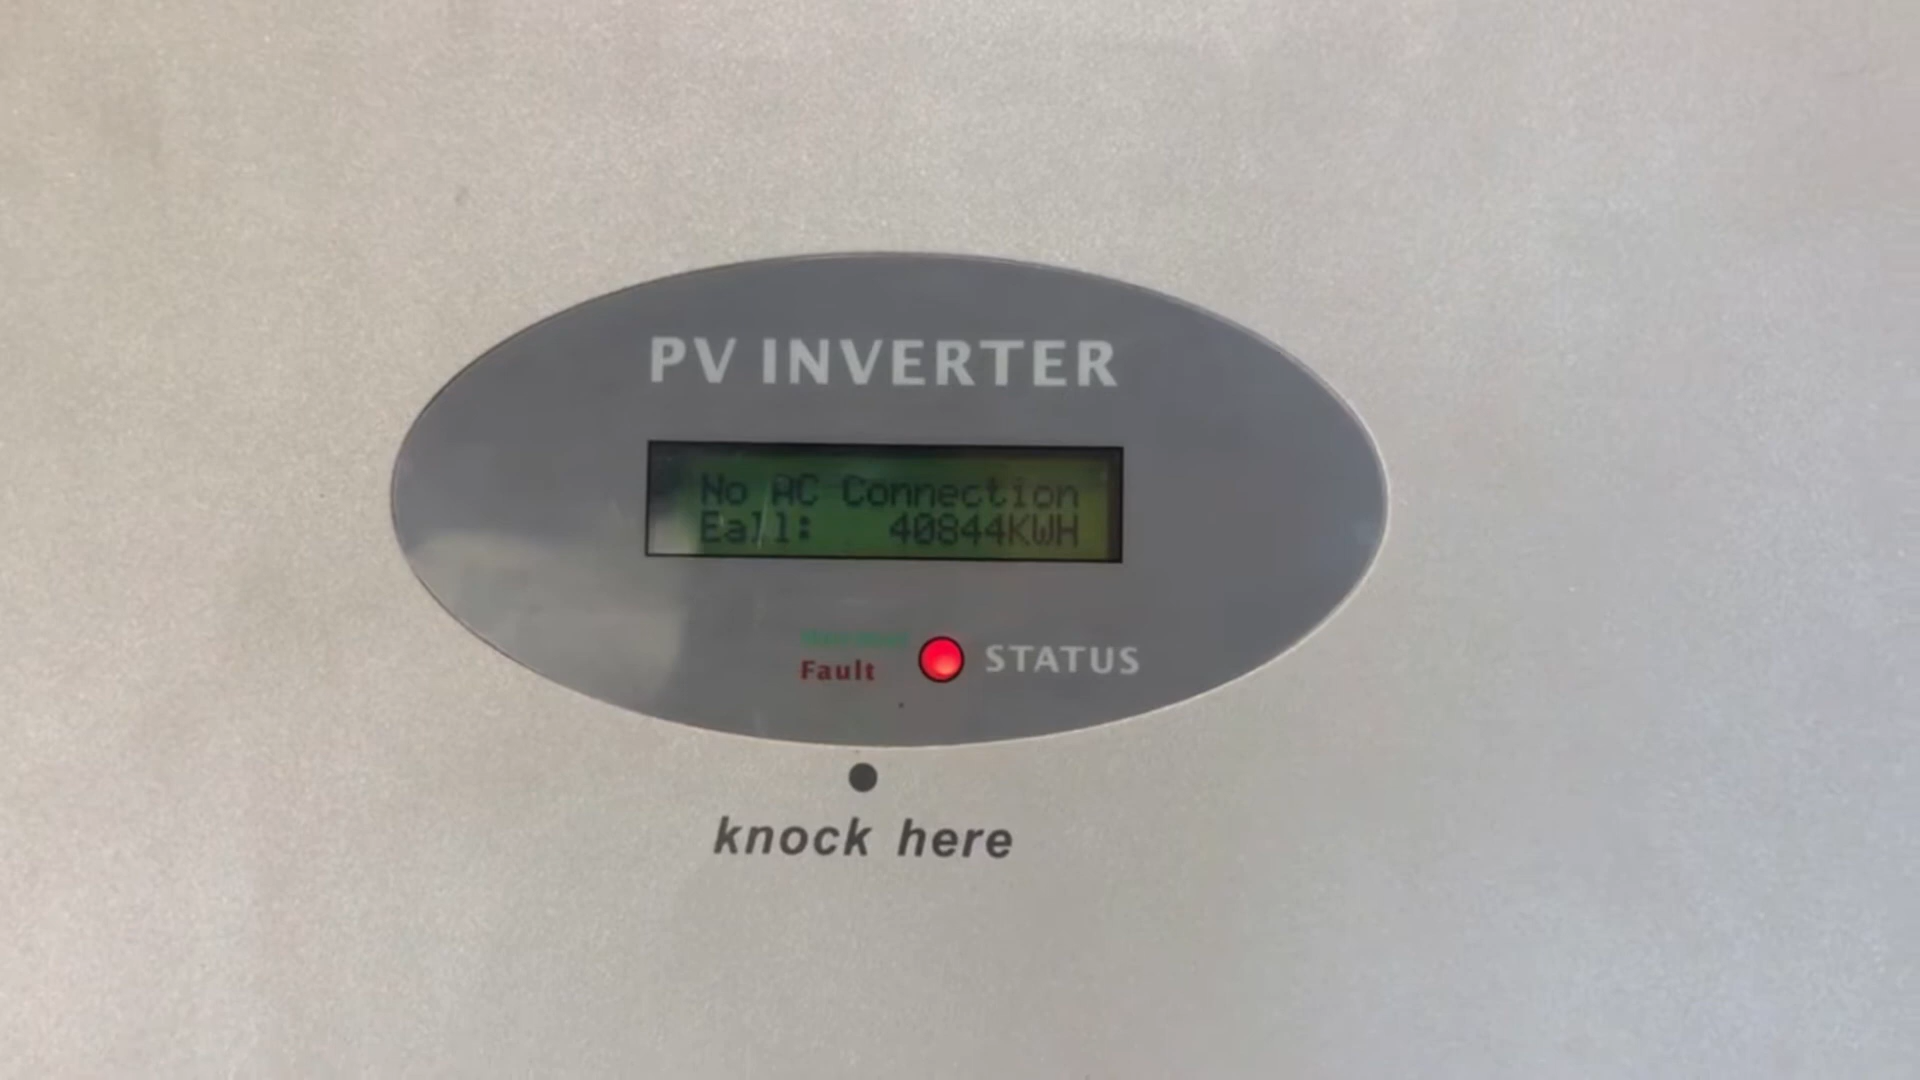 PV INVERTER
No AC Connection
Eall: 40844KWH
Fault
STATUS
knock here